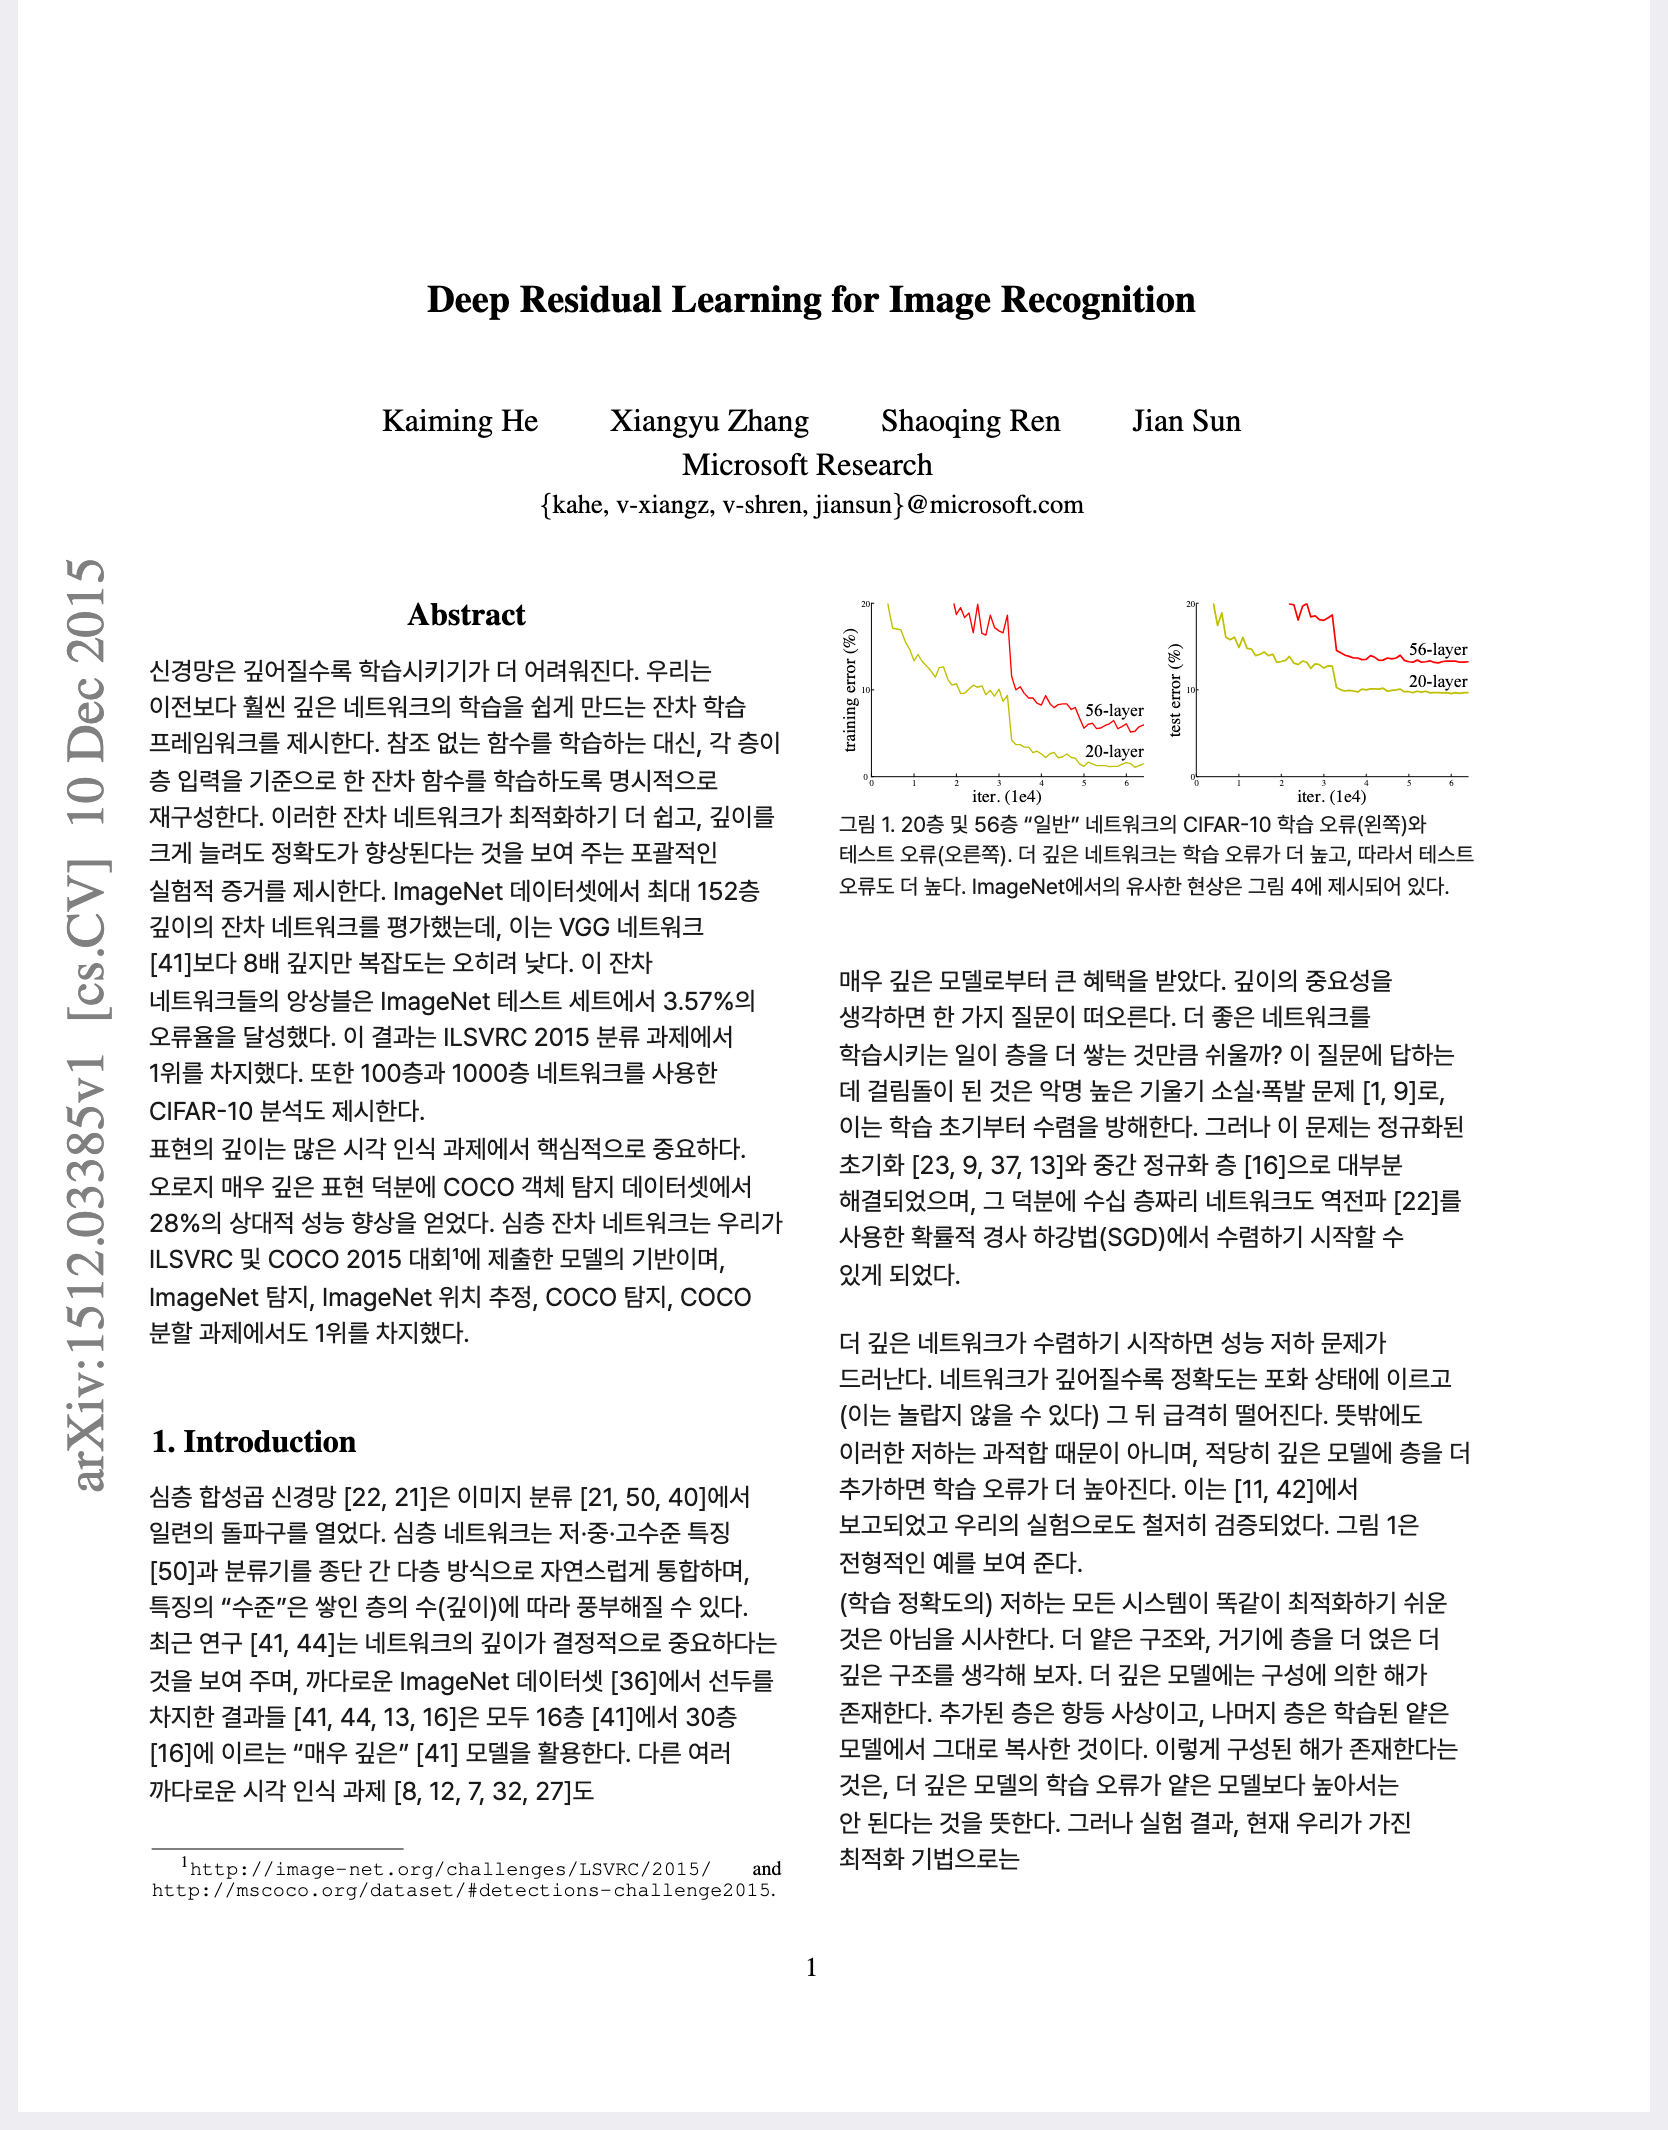 Deep Residual Learning for Image Recognition
Kaiming He Xiangyu Zhang Shaoqing Ren Jian Sun
Microsoft Research
{kahe, v-xiangz, v-shren, jiansun}@microsoft.com
arXiv:1512.03385v1 [cs.CV] 10 Dec 2015
Abstract
신경망은 깊어질수록 학습시키기가 더 어려워진다. 우리는
이전보다 훨씬 깊은 네트워크의 학습을 쉽게 만드는 잔차 학습
프레임워크를 제시한다. 참조 없는 함수를 학습하는 대신, 각 층이
층 입력을 기준으로 한 잔차 함수를 학습하도록 명시적으로
재구성한다. 이러한 잔차 네트워크가 최적화하기 더 쉽고, 깊이를
크게 늘려도 정확도가 향상된다는 것을 보여 주는 포괄적인
실험적 증거를 제시한다. ImageNet 데이터셋에서 최대 152층
깊이의 잔차 네트워크를 평가했는데, 이는 VGG 네트워크
[41]보다 8배 깊지만 복잡도는 오히려 낮다. 이 잔차
네트워크들의 앙상블은 ImageNet 테스트 세트에서 3.57%의
오류율을 달성했다. 이 결과는 ILSVRC 2015 분류 과제에서
1위를 차지했다. 또한 100층과 1000층 네트워크를 사용한
CIFAR-10 분석도 제시한다.
표현의 깊이는 많은 시각 인식 과제에서 핵심적으로 중요하다.
오로지 매우 깊은 표현 덕분에 COCO 객체 탐지 데이터셋에서
28%의 상대적 성능 향상을 얻었다. 심층 잔차 네트워크는 우리가
ILSVRC 및 COCO 2015 대회¹에 제출한 모델의 기반이며,
ImageNet 탐지, ImageNet 위치 추정, COCO 탐지, COCO
분할 과제에서도 1위를 차지했다.
1. Introduction
심층 합성곱 신경망 [22, 21]은 이미지 분류 [21, 50, 40]에서
일련의 돌파구를 열었다. 심층 네트워크는 저·중·고수준 특징
[50]과 분류기를 종단 간 다층 방식으로 자연스럽게 통합하며,
특징의 “수준”은 쌓인 층의 수(깊이)에 따라 풍부해질 수 있다.
최근 연구 [41, 44]는 네트워크의 깊이가 결정적으로 중요하다는
것을 보여 주며, 까다로운 ImageNet 데이터셋 [36]에서 선두를
차지한 결과들 [41, 44, 13, 16]은 모두 16층 [41]에서 30층
[16]에 이르는 “매우 깊은” [41] 모델을 활용한다. 다른 여러
까다로운 시각 인식 과제 [8, 12, 7, 32, 27]도
¹http://image-net.org/challenges/LSVRC/2015/ and
http://mscoco.org/dataset/#detections-challenge2015.
20
10
0
training error (%)
0 1 2 3 4 5 6
iter. (1e4)
56-layer
20-layer
20
10
0
test error (%)
0 1 2 3 4 5 6
iter. (1e4)
56-layer
20-layer
그림 1. 20층 및 56층 “일반” 네트워크의 CIFAR-10 학습 오류(왼쪽)와
테스트 오류(오른쪽). 더 깊은 네트워크는 학습 오류가 더 높고, 따라서 테스트
오류도 더 높다. ImageNet에서의 유사한 현상은 그림 4에 제시되어 있다.
매우 깊은 모델로부터 큰 혜택을 받았다. 깊이의 중요성을
생각하면 한 가지 질문이 떠오른다. 더 좋은 네트워크를
학습시키는 일이 층을 더 쌓는 것만큼 쉬울까? 이 질문에 답하는
데 걸림돌이 된 것은 악명 높은 기울기 소실·폭발 문제 [1, 9]로,
이는 학습 초기부터 수렴을 방해한다. 그러나 이 문제는 정규화된
초기화 [23, 9, 37, 13]와 중간 정규화 층 [16]으로 대부분
해결되었으며, 그 덕분에 수십 층짜리 네트워크도 역전파 [22]를
사용한 확률적 경사 하강법(SGD)에서 수렴하기 시작할 수
있게 되었다.
더 깊은 네트워크가 수렴하기 시작하면 성능 저하 문제가
드러난다. 네트워크가 깊어질수록 정확도는 포화 상태에 이르고
(이는 놀랍지 않을 수 있다) 그 뒤 급격히 떨어진다. 뜻밖에도
이러한 저하는 과적합 때문이 아니며, 적당히 깊은 모델에 층을 더
추가하면 학습 오류가 더 높아진다. 이는 [11, 42]에서
보고되었고 우리의 실험으로도 철저히 검증되었다. 그림 1은
전형적인 예를 보여 준다.
(학습 정확도의) 저하는 모든 시스템이 똑같이 최적화하기 쉬운
것은 아님을 시사한다. 더 얕은 구조와, 거기에 층을 더 얹은 더
깊은 구조를 생각해 보자. 더 깊은 모델에는 구성에 의한 해가
존재한다. 추가된 층은 항등 사상이고, 나머지 층은 학습된 얕은
모델에서 그대로 복사한 것이다. 이렇게 구성된 해가 존재한다는
것은, 더 깊은 모델의 학습 오류가 얕은 모델보다 높아서는
안 된다는 것을 뜻한다. 그러나 실험 결과, 현재 우리가 가진
최적화 기법으로는
1